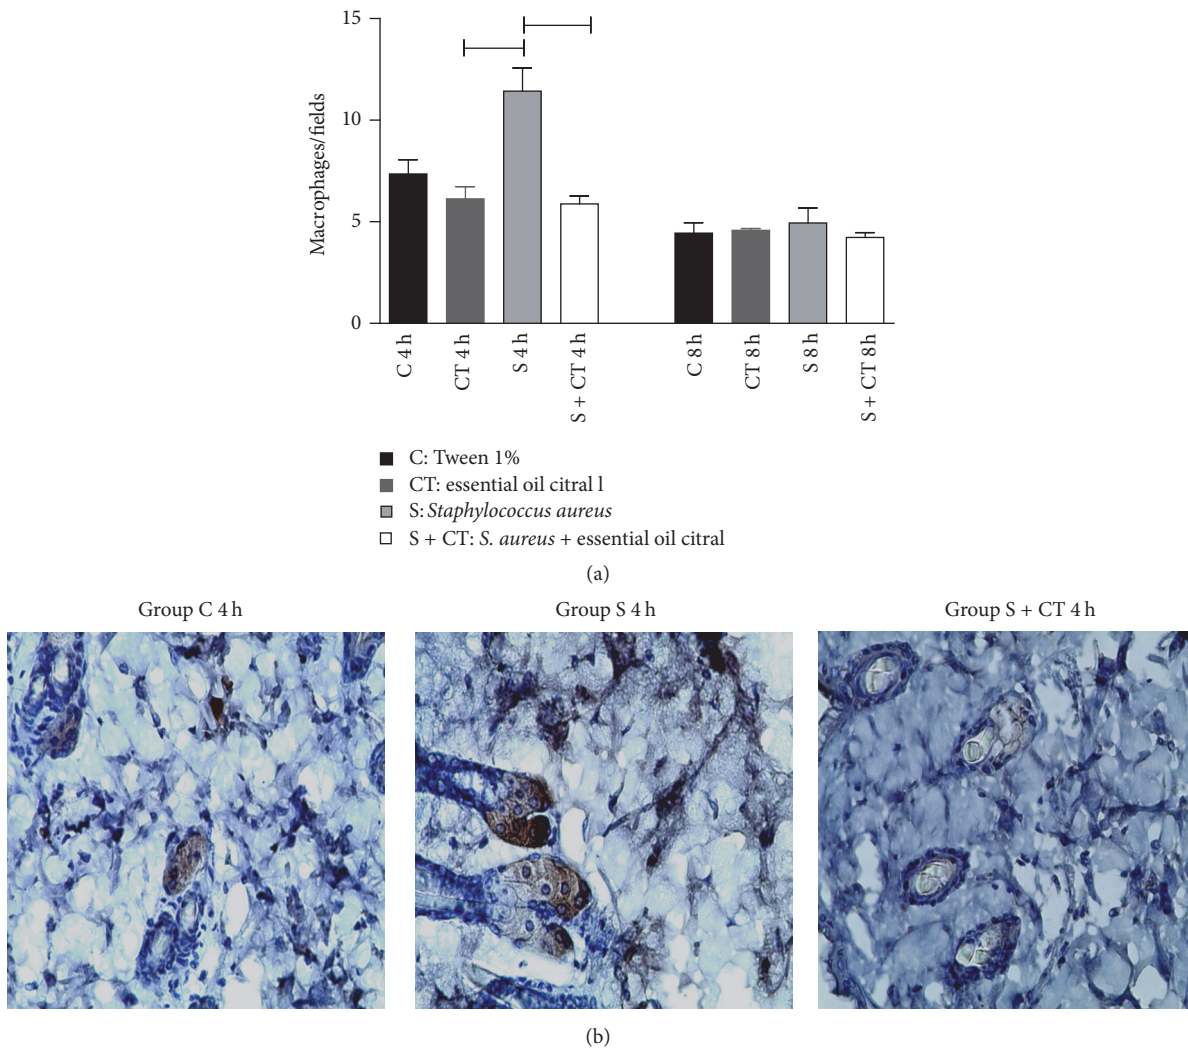 15
10
5
0
Macrophages/fields
C 4 h
CT 4 h
S 4 h
S + CT 4 h
C 8 h
CT 8 h
S 8 h
S + CT 8 h
C: Tween 1%
CT: essential oil citral l
S: Staphylococcus aureus
S + CT: S. aureus + essential oil citral
(a)
Group C 4 h
Group S 4 h
Group S + CT 4 h
(b)